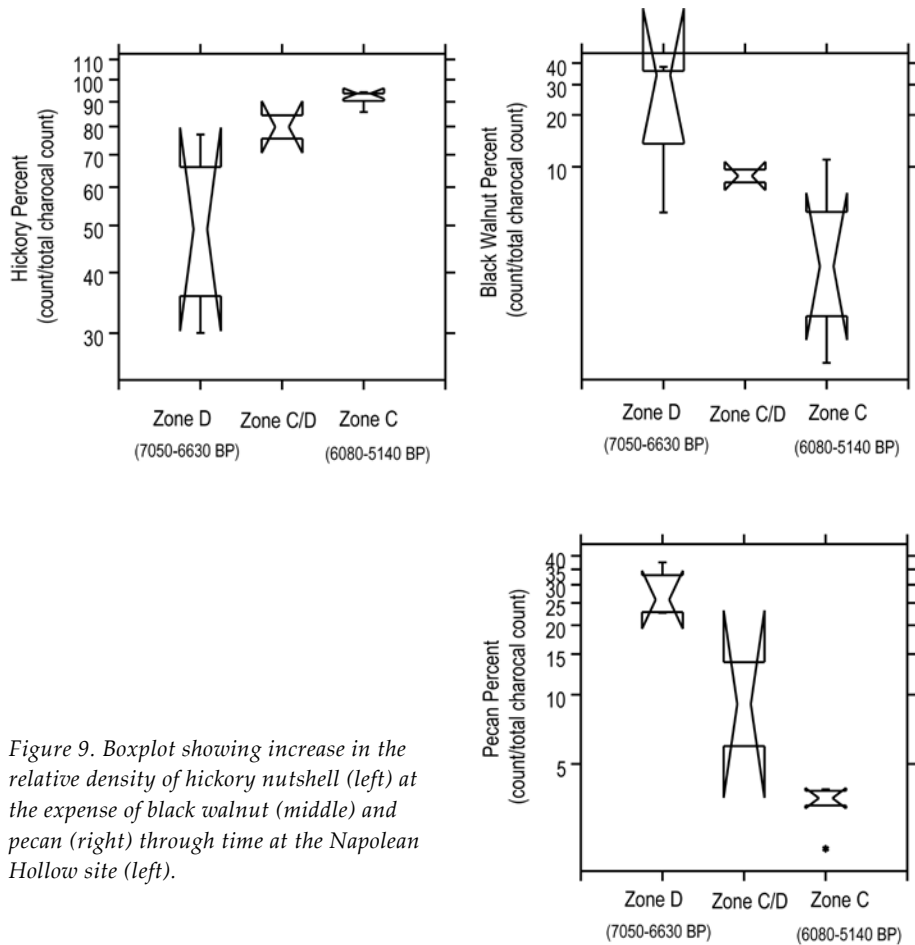 Hickory Percent
(count/total charocal count)
110
100
90
80
70
60
50
40
30
Zone D
Zone C/D
Zone C
(7050-6630 BP)
(6080-5140 BP)
Black Walnut Percent
(count/total charocal count)
40
30
20
10
Zone D
Zone C/D
Zone C
(7050-6630 BP)
(6080-5140 BP)
Pecan Percent
(count/total charocal count)
40
35
30
25
20
15
10
5
Zone D
Zone C/D
Zone C
(7050-6630 BP)
(6080-5140 BP)
Figure 9. Boxplot showing increase in the
relative density of hickory nutshell (left) at
the expense of black walnut (middle) and
pecan (right) through time at the Napolean
Hollow site (left).